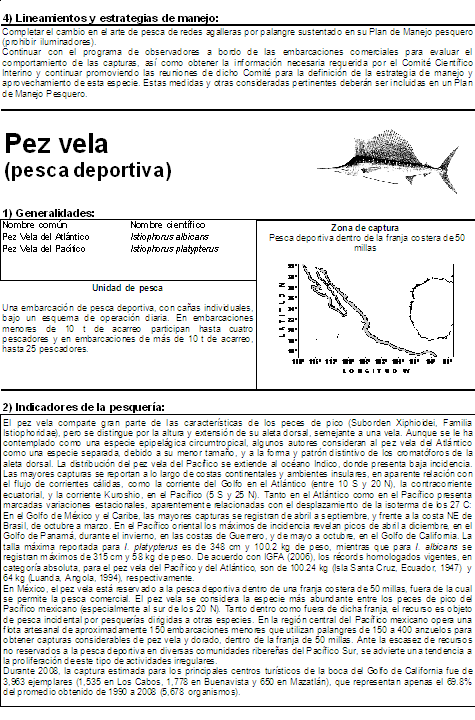 4) Lineamientos y estrategias de manejo:
Completar el cambio en el arte de pesca de redes agalleras por palangre sustentado en su Plan de Manejo pesquero
(prohibir iluminadores).
Continuar con el programa de observadores a bordo de las embarcaciones comerciales para evaluar el
comportamiento de las capturas, así como obtener la información necesaria requerida por el Comité Científico
Interino y continuar promoviendo las reuniones de dicho Comité para la definición de la estrategia de manejo y
aprovechamiento de esta especie. Estas medidas y otras consideradas pertinentes deberán ser incluidas en un Plan
de Manejo Pesquero.
Pez vela
(pesca deportiva)
1) Generalidades:
Nombre común Nombre científico
Pez Vela del Atlántico Istiophorus albicans
Pez Vela del Pacífico Istiophorus platypterus
Unidad de pesca
Una embarcación de pesca deportiva, con cañas individuales,
bajo un esquema de operación diaria. En embarcaciones
menores de 10 t de acarreo participan hasta cuatro
pescadores y en embarcaciones de más de 10 t de acarreo,
hasta 25 pescadores.
Zona de captura
Pesca deportiva dentro de la franja costera de 50
millas
LATITUD N
LONGITUD W
2) Indicadores de la pesquería:
El pez vela comparte gran parte de las características de los peces de pico (Suborden Xiphioidei, Familia
Istiophoridae), pero se distingue por la altura y extensión de su aleta dorsal, semejante a una vela. Aunque se le ha
contemplado como una especie epipelágica circumtropical, algunos autores consideran al pez vela del Atlántico
como una especie separada, debido a su menor tamaño, y a la forma y patrón distintivo de los cromatóforos de la
aleta dorsal. La distribución del pez vela del Pacífico se extiende al océano Indico, donde presenta baja incidencia.
Las mayores capturas se reportan a lo largo de costas continentales y ambientes insulares, en aparente relación con
el flujo de corrientes cálidas, como la corriente del Golfo en el Atlántico (entre 10 S y 20 N), la contracorriente
ecuatorial, y la corriente Kuroshio, en el Pacífico (5 S y 25 N). Tanto en el Atlántico como en el Pacífico presenta
marcadas variaciones estacionales, aparentemente relacionadas con el desplazamiento de la isoterma de los 27 C:
En el Golfo de México y el Caribe, las mayores capturas se registran de abril a septiembre, y frente a la costa NE de
Brasil, de octubre a marzo. En el Pacífico oriental los máximos de incidencia revelan picos de abril a diciembre, en el
Golfo de Panamá, durante el invierno, en las costas de Guerrero, y de mayo a octubre, en el Golfo de California. La
talla máxima reportada para I. platypterus es de 348 cm y 100.2 kg de peso, mientras que para I. albicans se
registran máximos de 315 cm y 58 kg de peso. De acuerdo con IGFA (2006), los récords homologados vigentes, en
categoría absoluta, para el pez vela del Pacífico y del Atlántico, son de 100.24 kg (Isla Santa Cruz, Ecuador, 1947) y
64 kg (Luanda, Angola, 1994), respectivamente.
En México, el pez vela está reservado a la pesca deportiva dentro de una franja costera de 50 millas, fuera de la cual
se permite la pesca comercial. El pez vela se considera la especie más abundante entre los peces de pico del
Pacífico mexicano (especialmente al sur de los 20 N). Tanto dentro como fuera de dicha franja, el recurso es objeto
de pesca incidental por pesquerías dirigidas a otras especies. En la región central del Pacífico mexicano opera una
flota artesanal de aproximadamente 150 embarcaciones menores que utilizan palangres de 150 a 400 anzuelos para
obtener capturas considerables de pez vela y dorado, dentro de la franja de 50 millas. Ante la escasez de recursos
no reservados a la pesca deportiva en diversas comunidades ribereñas del Pacífico Sur, se advierte una tendencia a
la proliferación de este tipo de actividades irregulares.
Durante 2008, la captura estimada para los principales centros turísticos de la boca del Golfo de California fue de
3,963 ejemplares (1,535 en Los Cabos, 1,778 en Buenavista y 650 en Mazatlán), que representan apenas el 69.8%
del promedio obtenido de 1990 a 2008 (5,678 organismos).